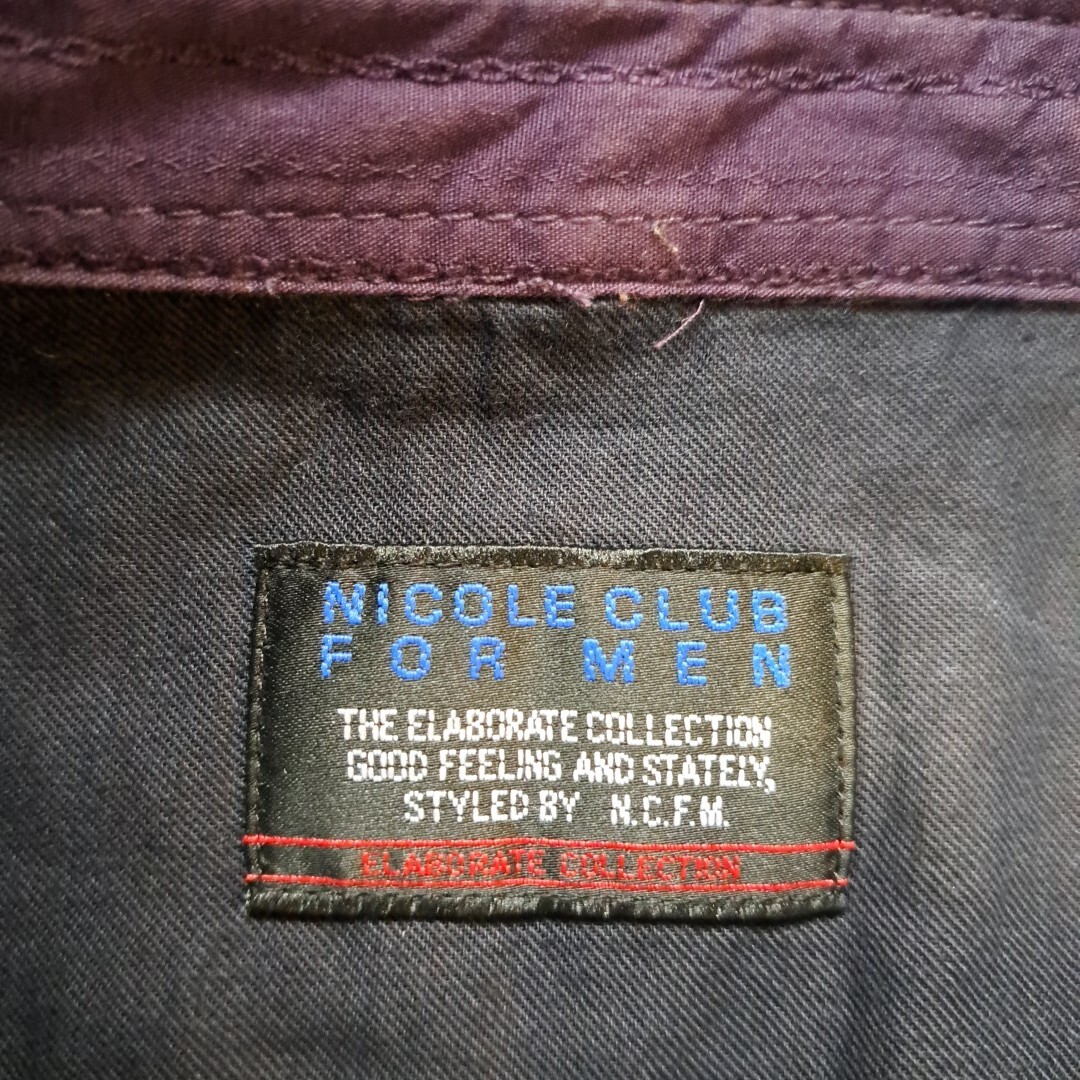 NICOLE CLUB
FOR MEN
THE ELABORATE COLLECTION
GOOD FEELING AND STATELY,
STYLED BY N.C.F.M.
ELABORATE COLLECTION